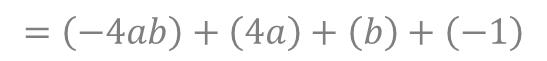 = (−4ab) + (4a) + (b) + (−1)